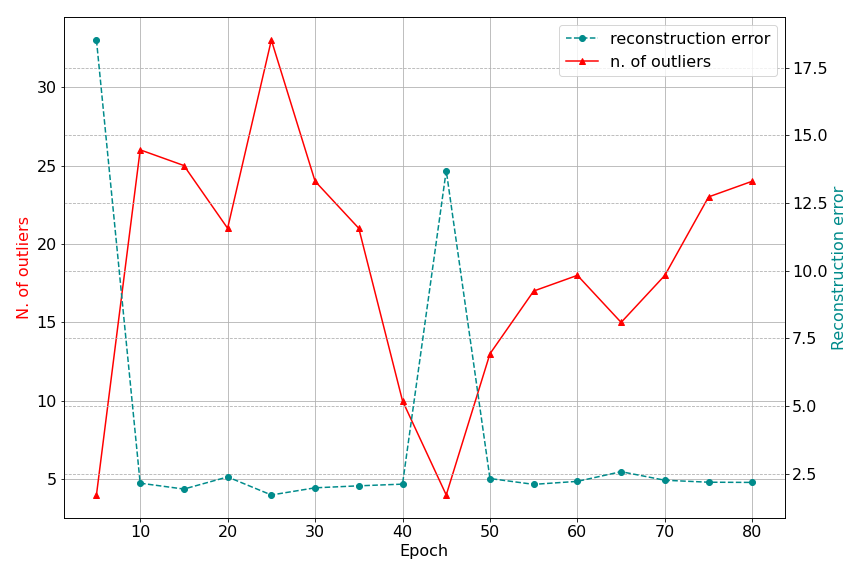 reconstruction error
n. of outliers
30
25
20
15
10
5
17.5
15.0
12.5
10.0
7.5
5.0
2.5
N. of outliers
Reconstruction error
10 20 30 40 50 60 70 80
Epoch